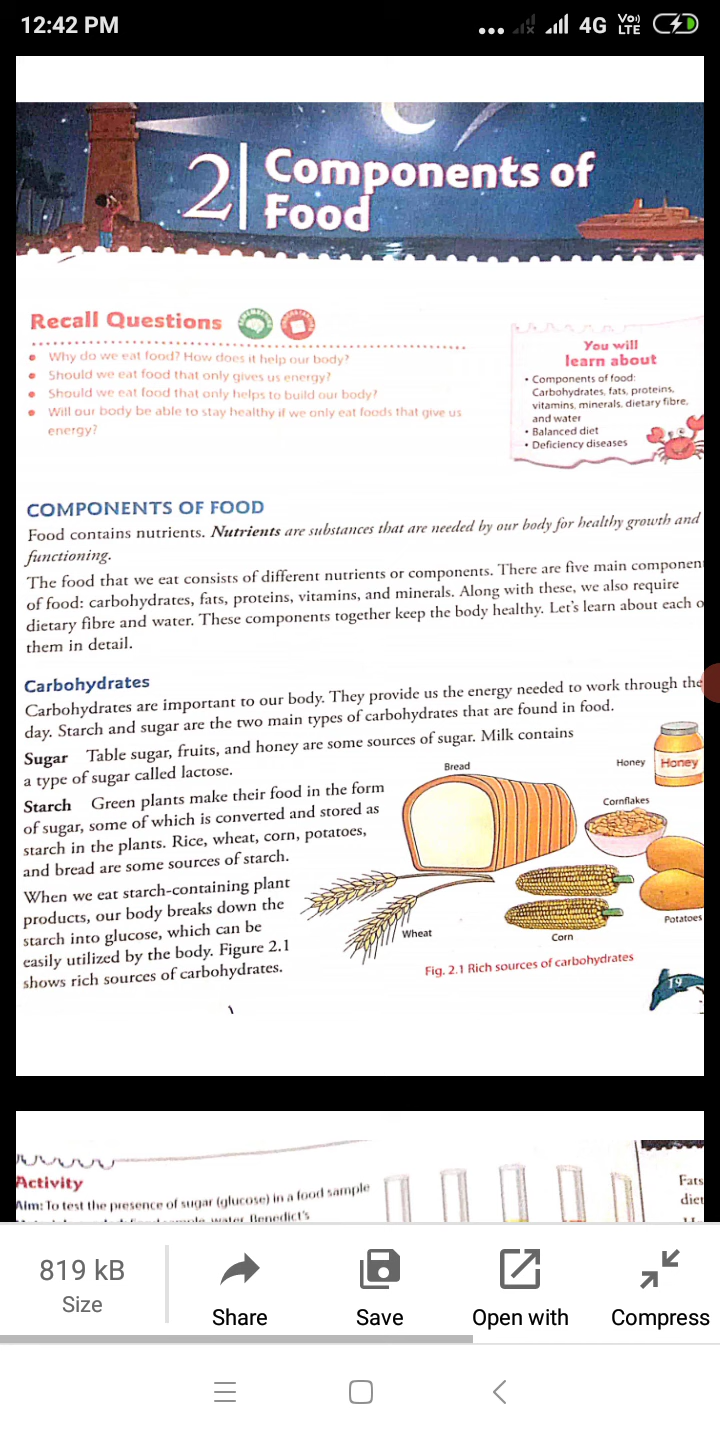 12:42 PM
4G Vo)) LTE
2 Components of
Food
Recall Questions
Why do we eat food? How does it help our body?
Should we eat food that only gives us energy?
Should we eat food that only helps to build our body?
Will our body be able to stay healthy if we only eat foods that give us
energy?
You will
learn about
• Components of food:
Carbohydrates, fats, proteins,
vitamins, minerals, dietary fibre,
and water
• Balanced diet
• Deficiency diseases
COMPONENTS OF FOOD
Food contains nutrients. Nutrients are substances that are needed by our body for healthy growth and
functioning.
The food that we eat consists of different nutrients or components. There are five main componen
of food: carbohydrates, fats, proteins, vitamins, and minerals. Along with these, we also require
dietary fibre and water. These components together keep the body healthy. Let's learn about each o
them in detail.
Carbohydrates
Carbohydrates are important to our body. They provide us the energy needed to work through the
day. Starch and sugar are the two main types of carbohydrates that are found in food.
Sugar Table sugar, fruits, and honey are some sources of sugar. Milk contains
a type of sugar called lactose.
Starch Green plants make their food in the form
of sugar, some of which is converted and stored as
starch in the plants. Rice, wheat, corn, potatoes,
and bread are some sources of starch.
When we eat starch-containing plant
products, our body breaks down the
starch into glucose, which can be
easily utilized by the body. Figure 2.1
shows rich sources of carbohydrates.
Bread
Honey
Honey
Cornflakes
Wheat
Corn
Potatoes
Fig. 2.1 Rich sources of carbohydrates
19
Activity
Aim: To test the presence of sugar (glucose) in a food sample
water, Benedict's
Fats
diet
819 kB
Size
Share
Save
Open with
Compress